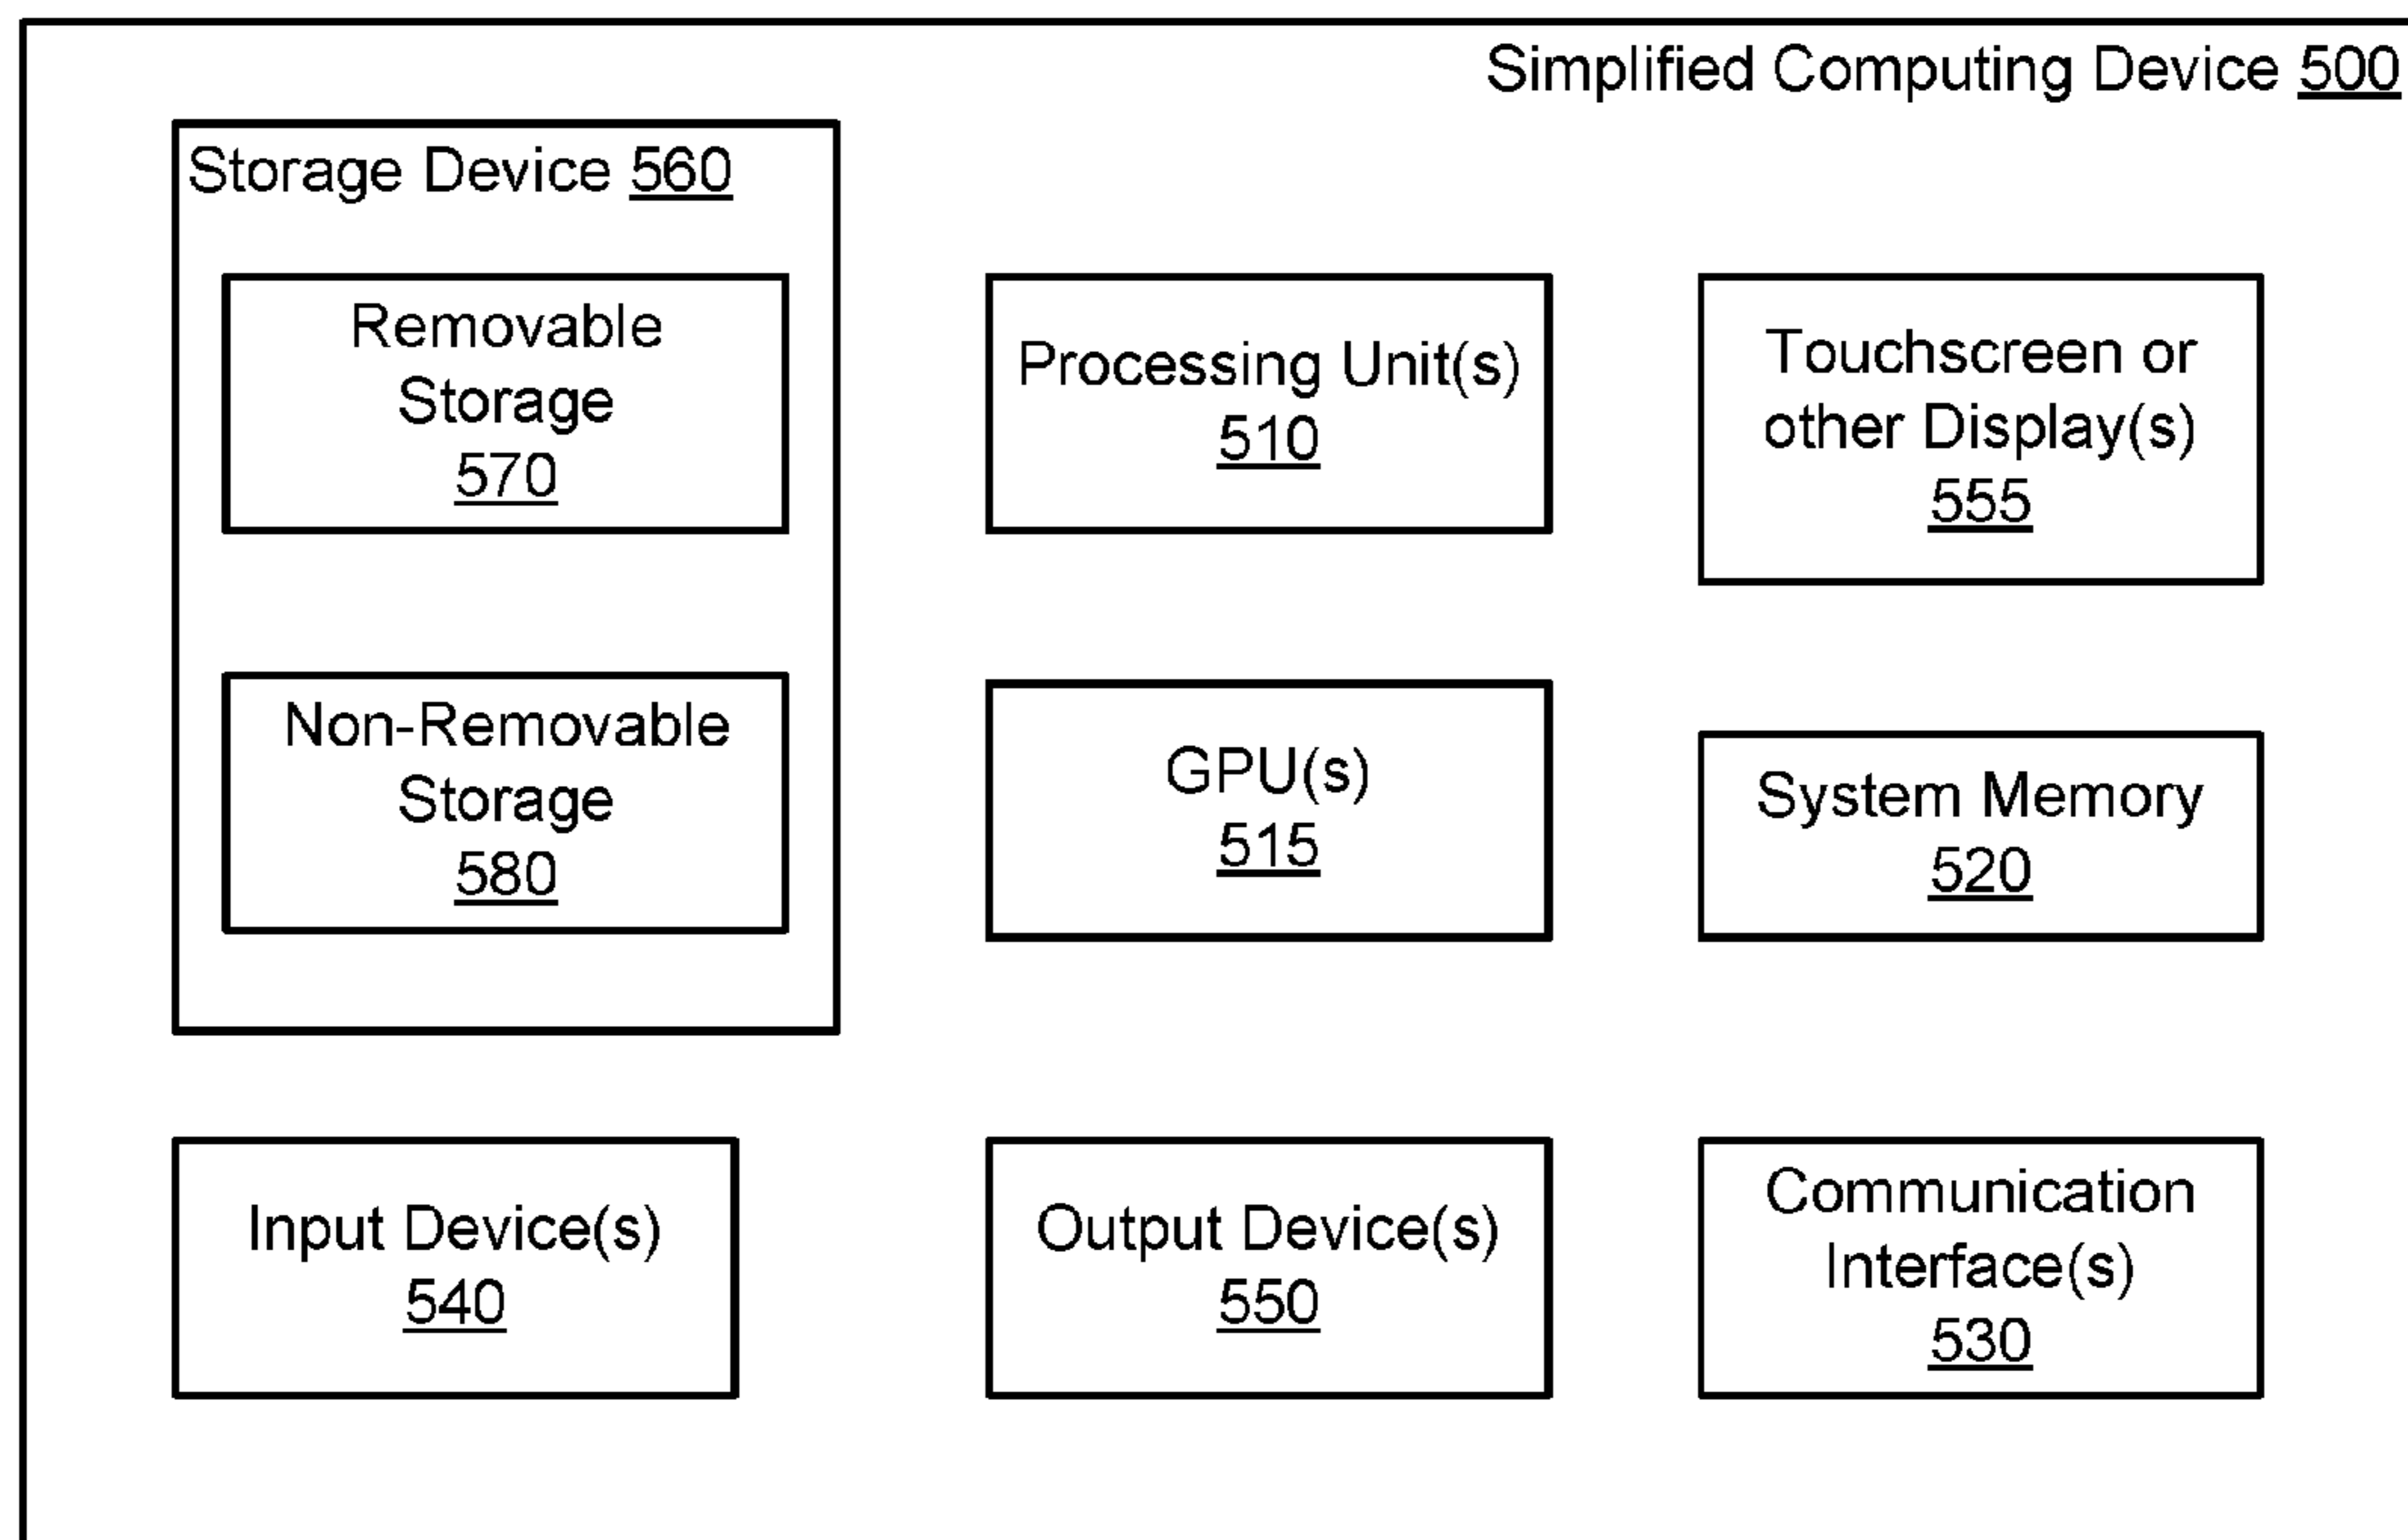 Simplified Computing Device 500
Storage Device 560
Removable
Storage
570
Processing Unit(s)
510
Touchscreen or
other Display(s)
555
Non-Removable
Storage
580
GPU(s)
515
System Memory
520
Input Device(s)
540
Output Device(s)
550
Communication
Interface(s)
530